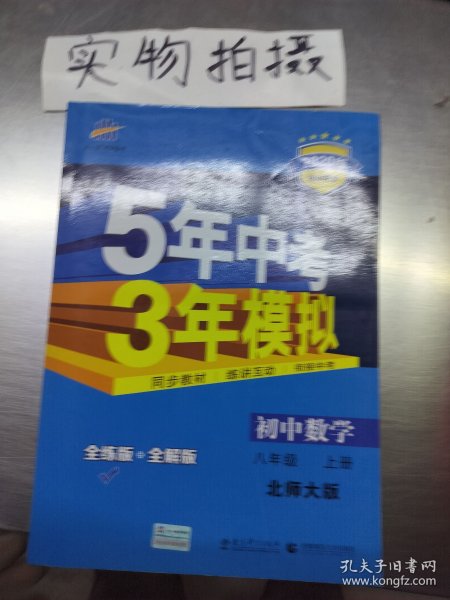 实物拍摄
5年中考
3年模拟
同步教材 练讲互动
初中数学
八年级 上册
全练版+全解版
北师大版
孔夫子旧书网
www.kongfz.com